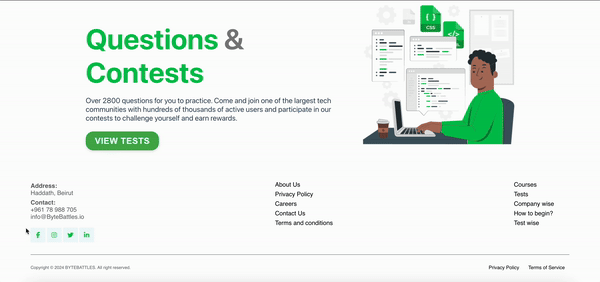 Questions &
Contests
Over 2800 questions for you to practice. Come and join one of the largest tech
communities with hundreds of thousands of active users and participate in our
contests to challenge yourself and earn rewards.
VIEW TESTS
{ }
CSS
</>
Address:
Haddath, Beirut
Contact:
+961 78 988 705
info@ByteBattles.io
About Us
Privacy Policy
Careers
Contact Us
Terms and conditions
Courses
Tests
Company wise
How to begin?
Test wise
Copyright © 2024 BYTEBATTLES. All right reserved.
Privacy Policy
Terms of Service